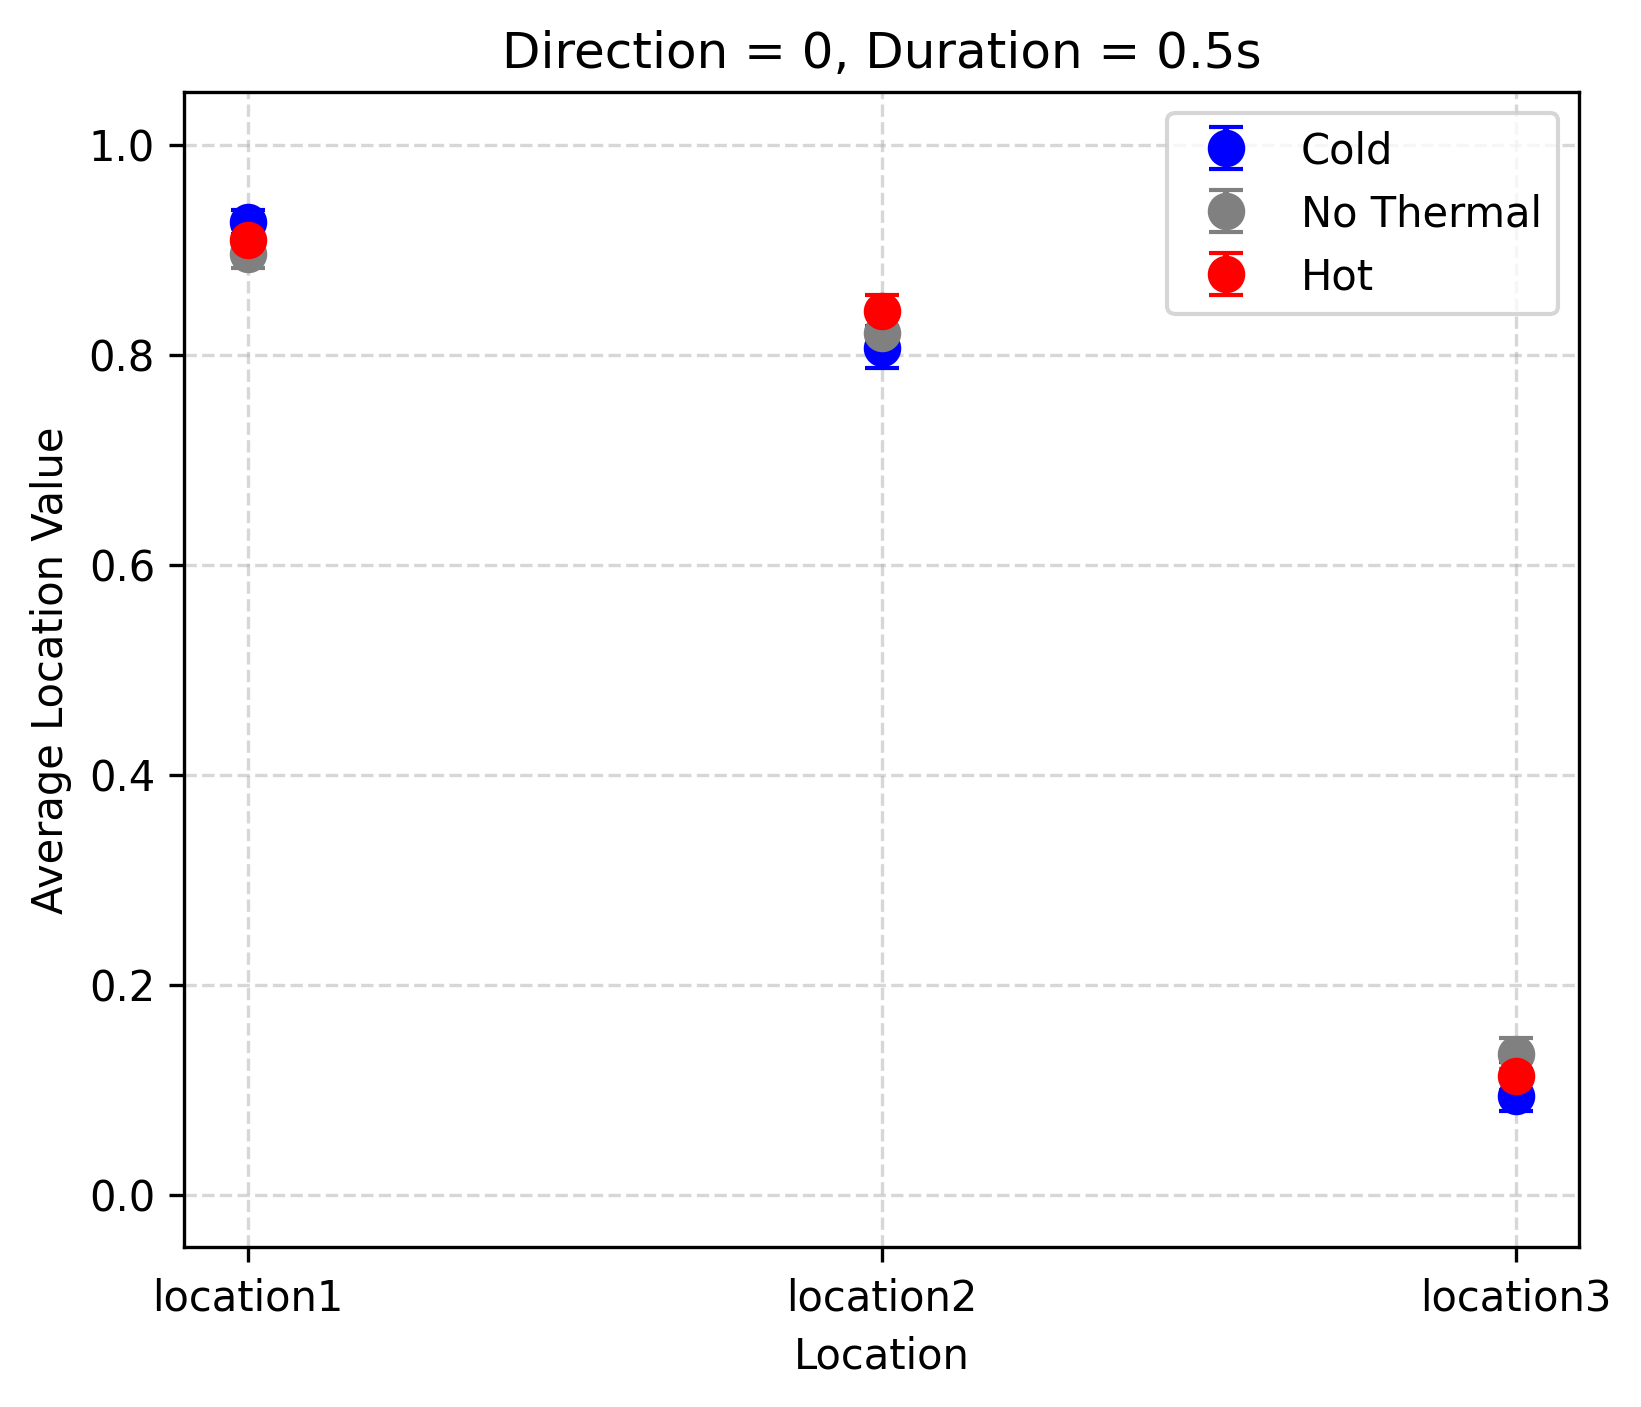 Direction = 0, Duration = 0.5s
Cold
No Thermal
Hot
1.0
0.8
0.6
0.4
0.2
0.0
Average Location Value
location1
location2
location3
Location